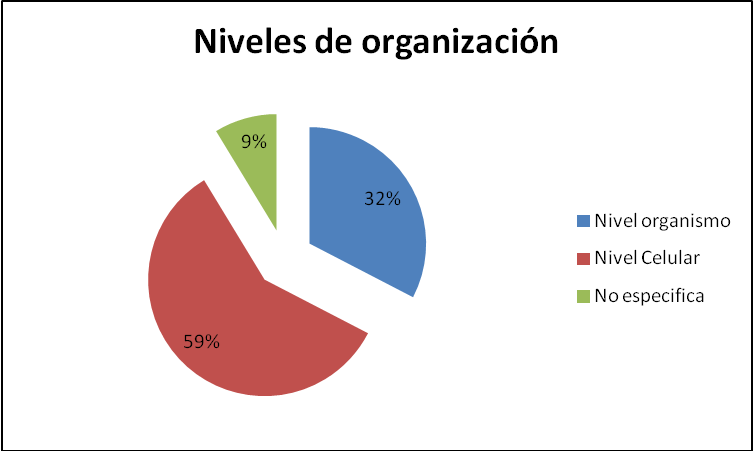 Niveles de organización
9%
32%
59%
Nivel organismo
Nivel Celular
No especifica